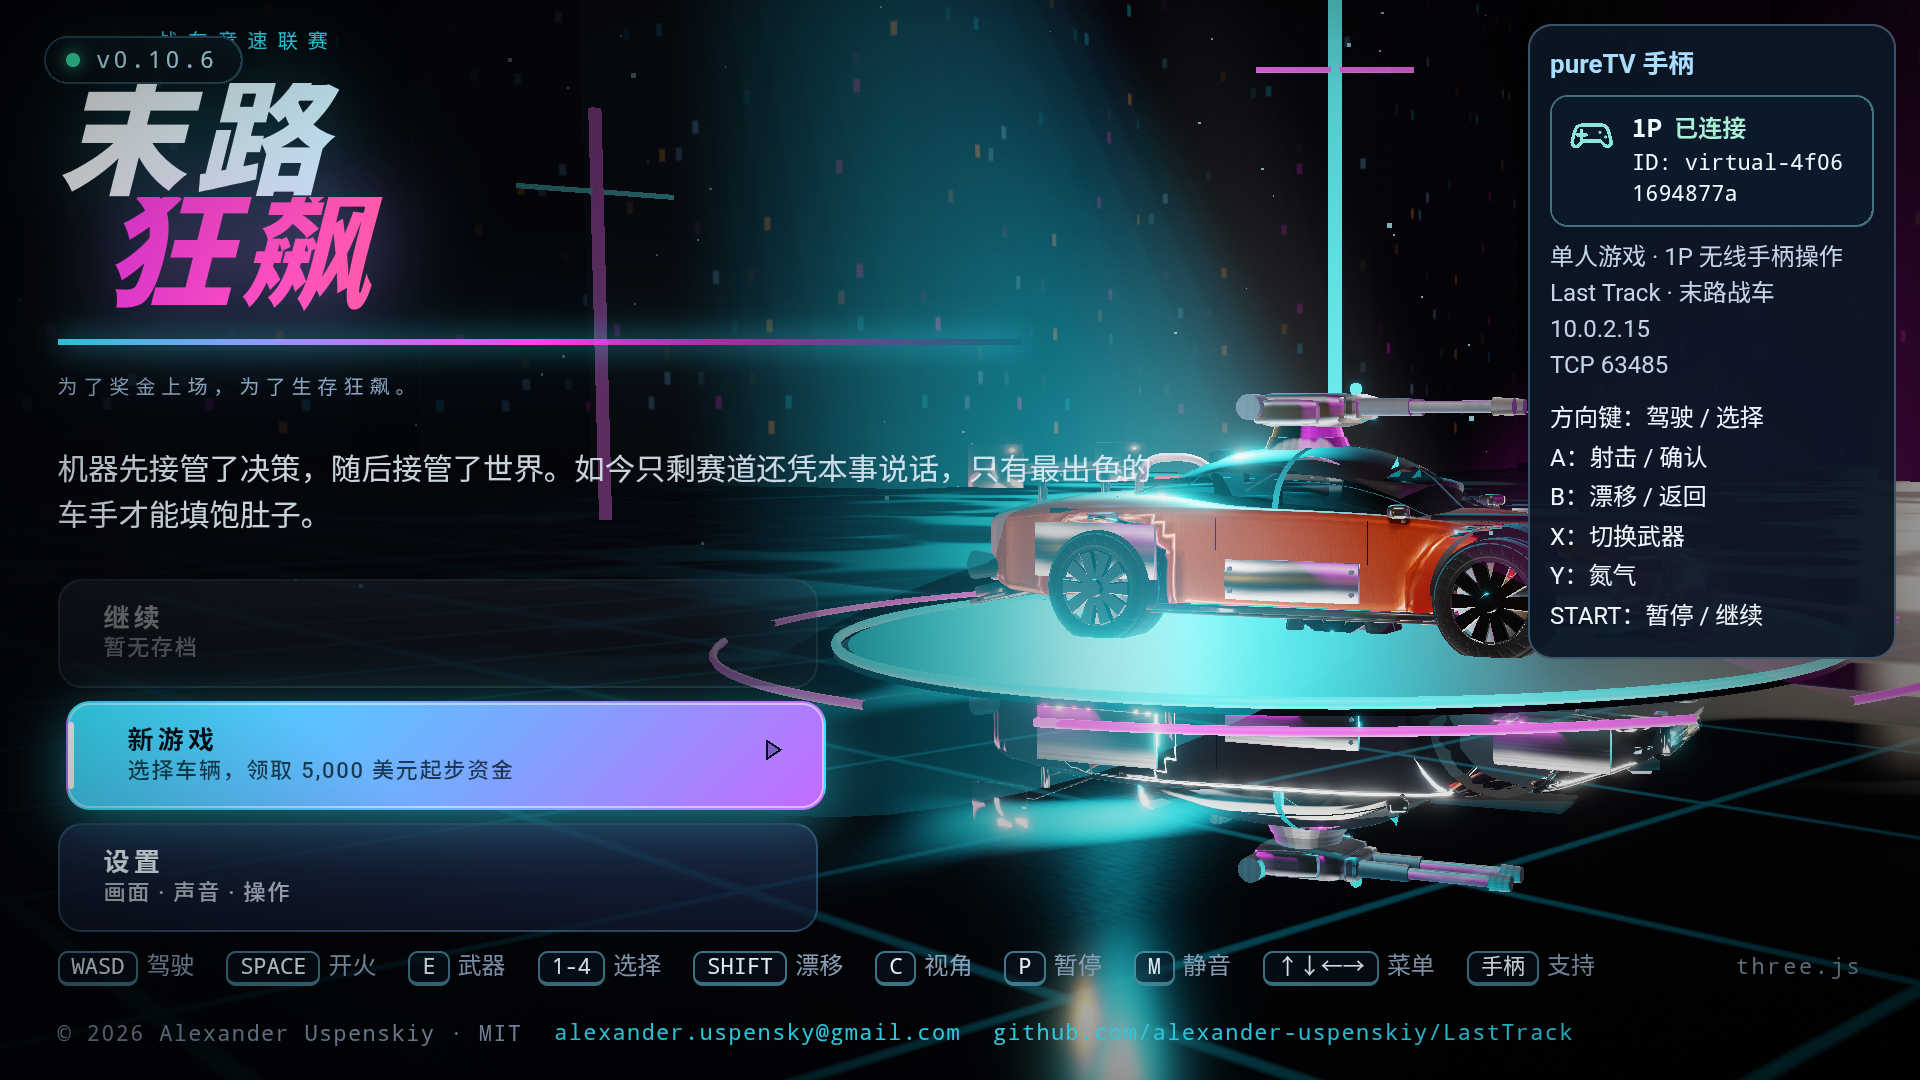 竞速联赛
v0.10.6
末路
狂飙
为了奖金上场，为了生存狂飙。
机器先接管了决策，随后接管了世界。如今只剩赛道还凭本事说话，只有最出色的
车手才能填饱肚子。
继续
暂无存档
新游戏
选择车辆，领取 5,000 美元起步资金
设置
画面 · 声音 · 操作
pureTV 手柄
1P 已连接
ID: virtual-4f06
1694877a
单人游戏 · 1P 无线手柄操作
Last Track · 末路战车
10.0.2.15
TCP 63485
方向键：驾驶 / 选择
A：射击 / 确认
B：漂移 / 返回
X：切换武器
Y：氮气
START：暂停 / 继续
WASD 驾驶 SPACE 开火 E 武器 1-4 选择 SHIFT 漂移 C 视角 P 暂停 M 静音 ↑↓←→ 菜单 手柄 支持 three.js
© 2026 Alexander Uspenskiy · MIT alexander.uspensky@gmail.com github.com/alexander-uspenskiy/LastTrack